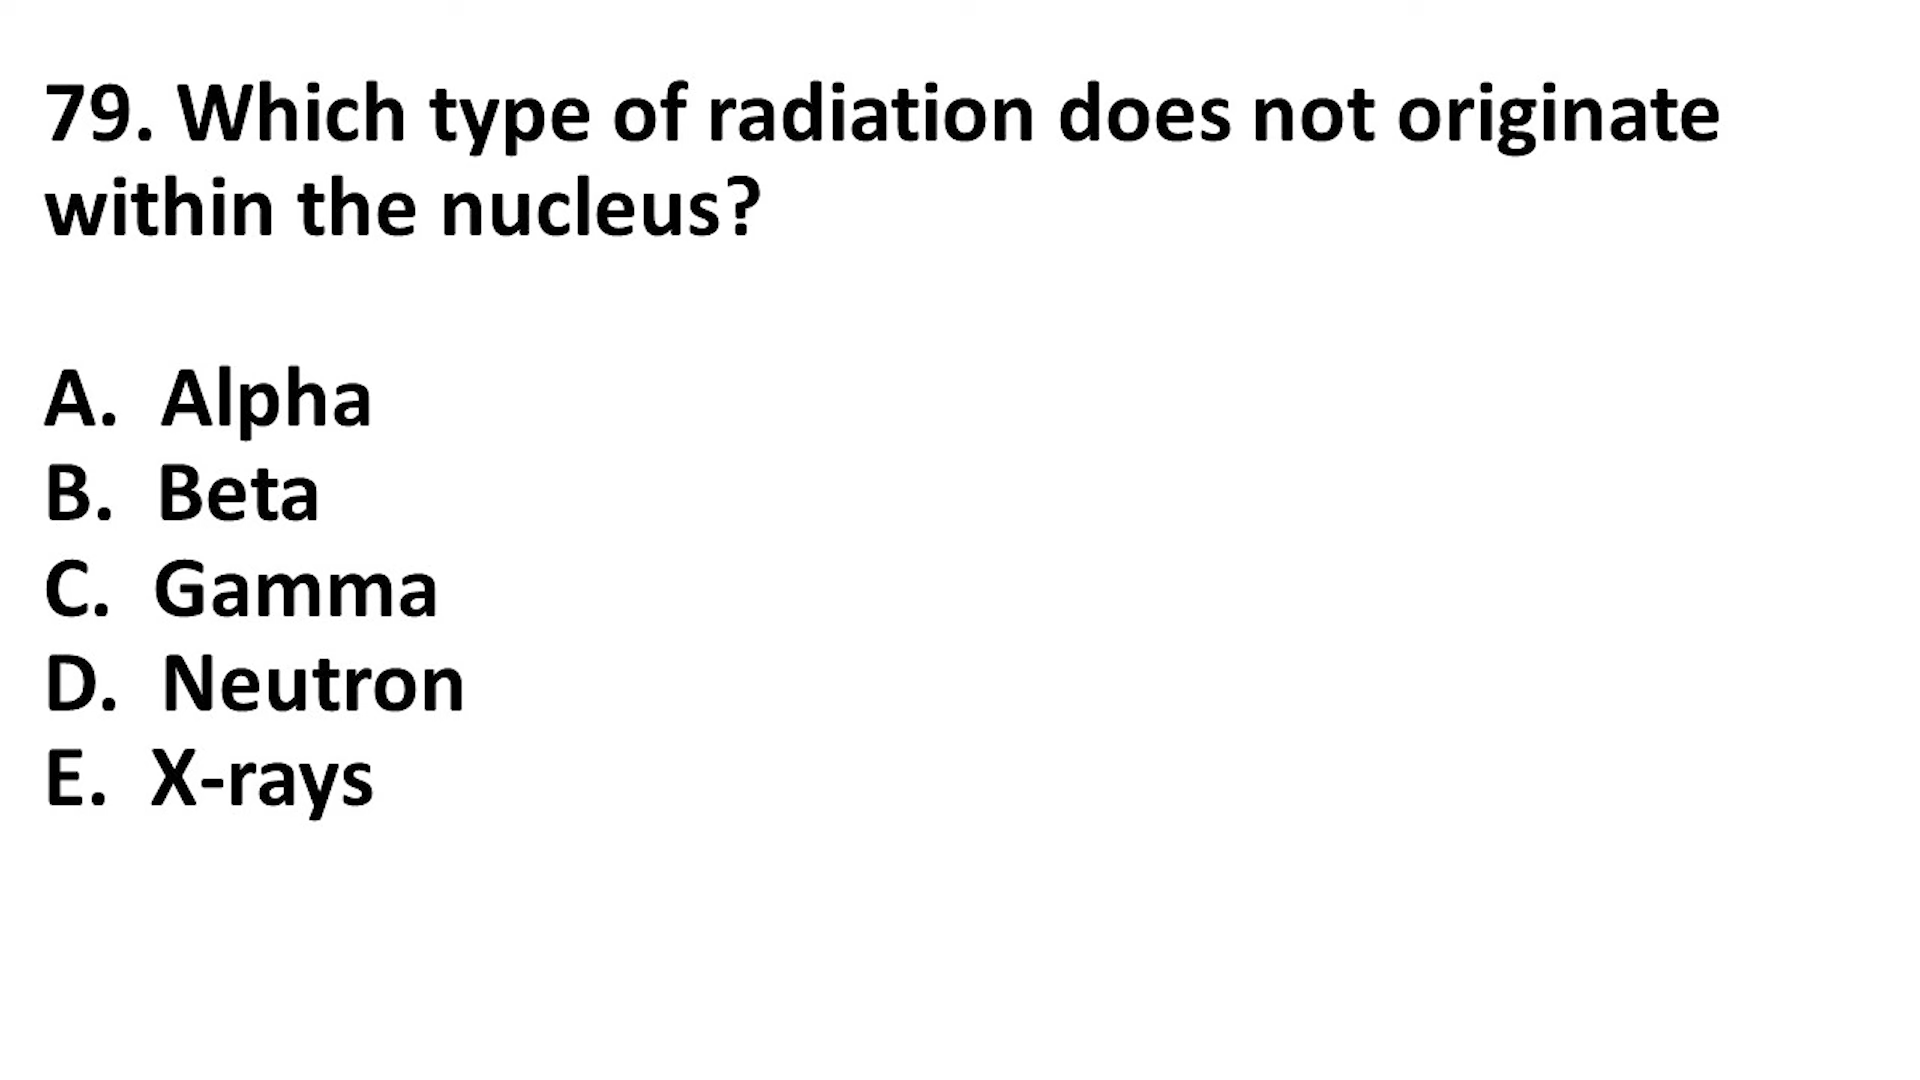 79. Which type of radiation does not originate
within the nucleus?
A. Alpha
B. Beta
C. Gamma
D. Neutron
E. X-rays